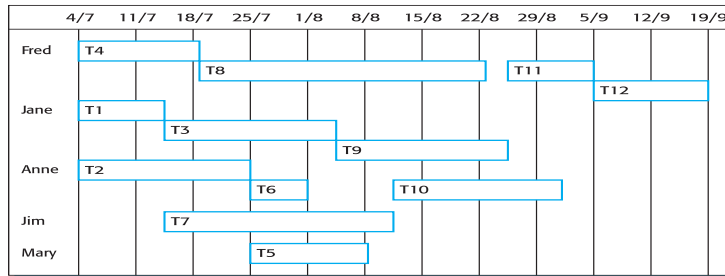 4/7 11/7 18/7 25/7 1/8 8/8 15/8 22/8 29/8 5/9 12/9 19/9
Fred T4
T8 T11
T12
Jane T1
T3
T9
Anne T2
T6 T10
Jim T7
Mary T5